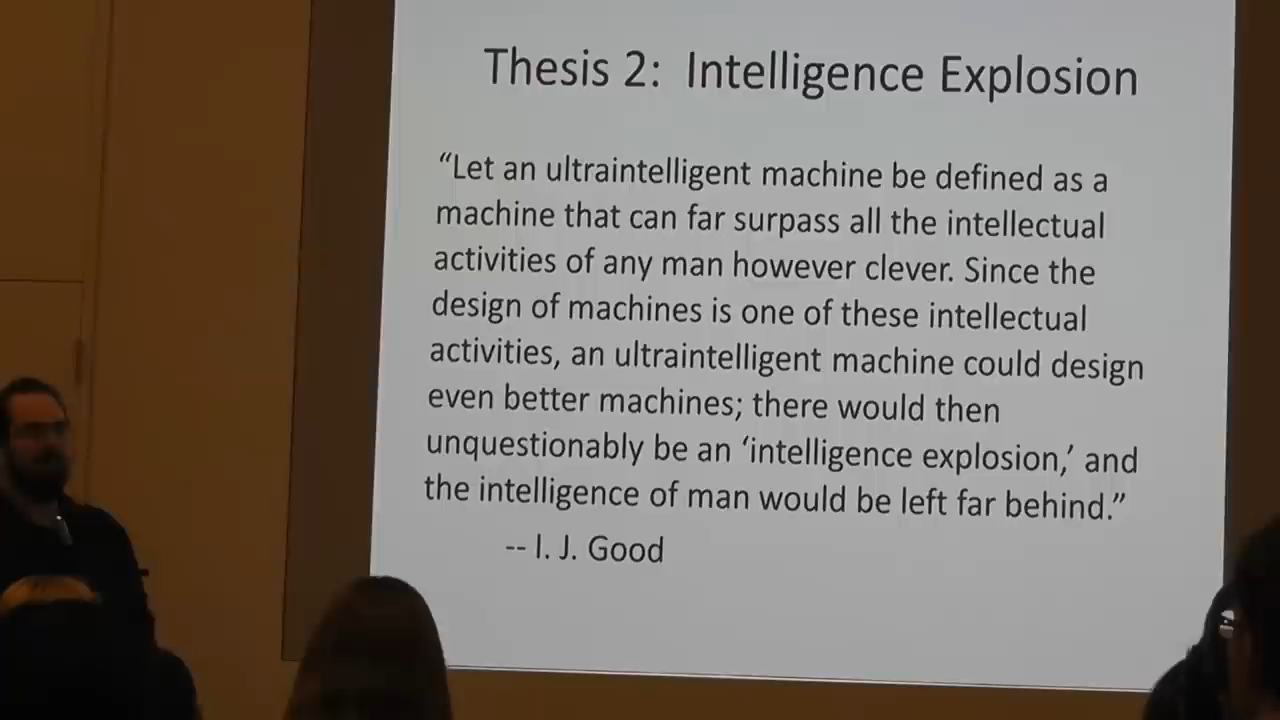 Thesis 2: Intelligence Explosion
“Let an ultraintelligent machine be defined as a
machine that can far surpass all the intellectual
activities of any man however clever. Since the
design of machines is one of these intellectual
activities, an ultraintelligent machine could design
even better machines; there would then
unquestionably be an ‘intelligence explosion,’ and
the intelligence of man would be left far behind.”
-- I. J. Good